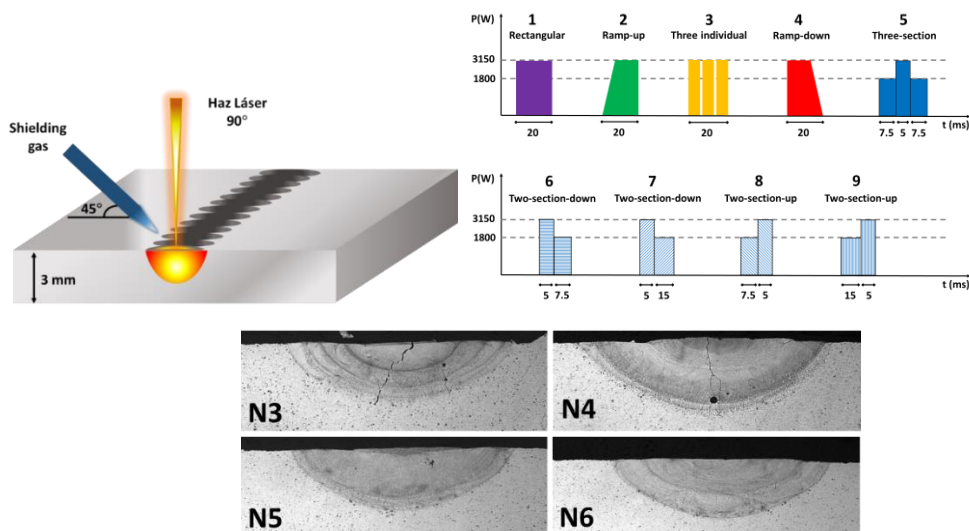 Haz Láser
90°
Shielding
gas
45°
3 mm
P(W)
1 2 3 4 5
Rectangular Ramp-up Three individual Ramp-down Three-section
3150
1800
t (ms)
20 20 20 20 7.5 5 7.5
P(W)
6 7 8 9
Two-section-down Two-section-down Two-section-up Two-section-up
3150
1800
t (ms)
5 7.5 5 15 7.5 5 15 5
N3 N4
N5 N6